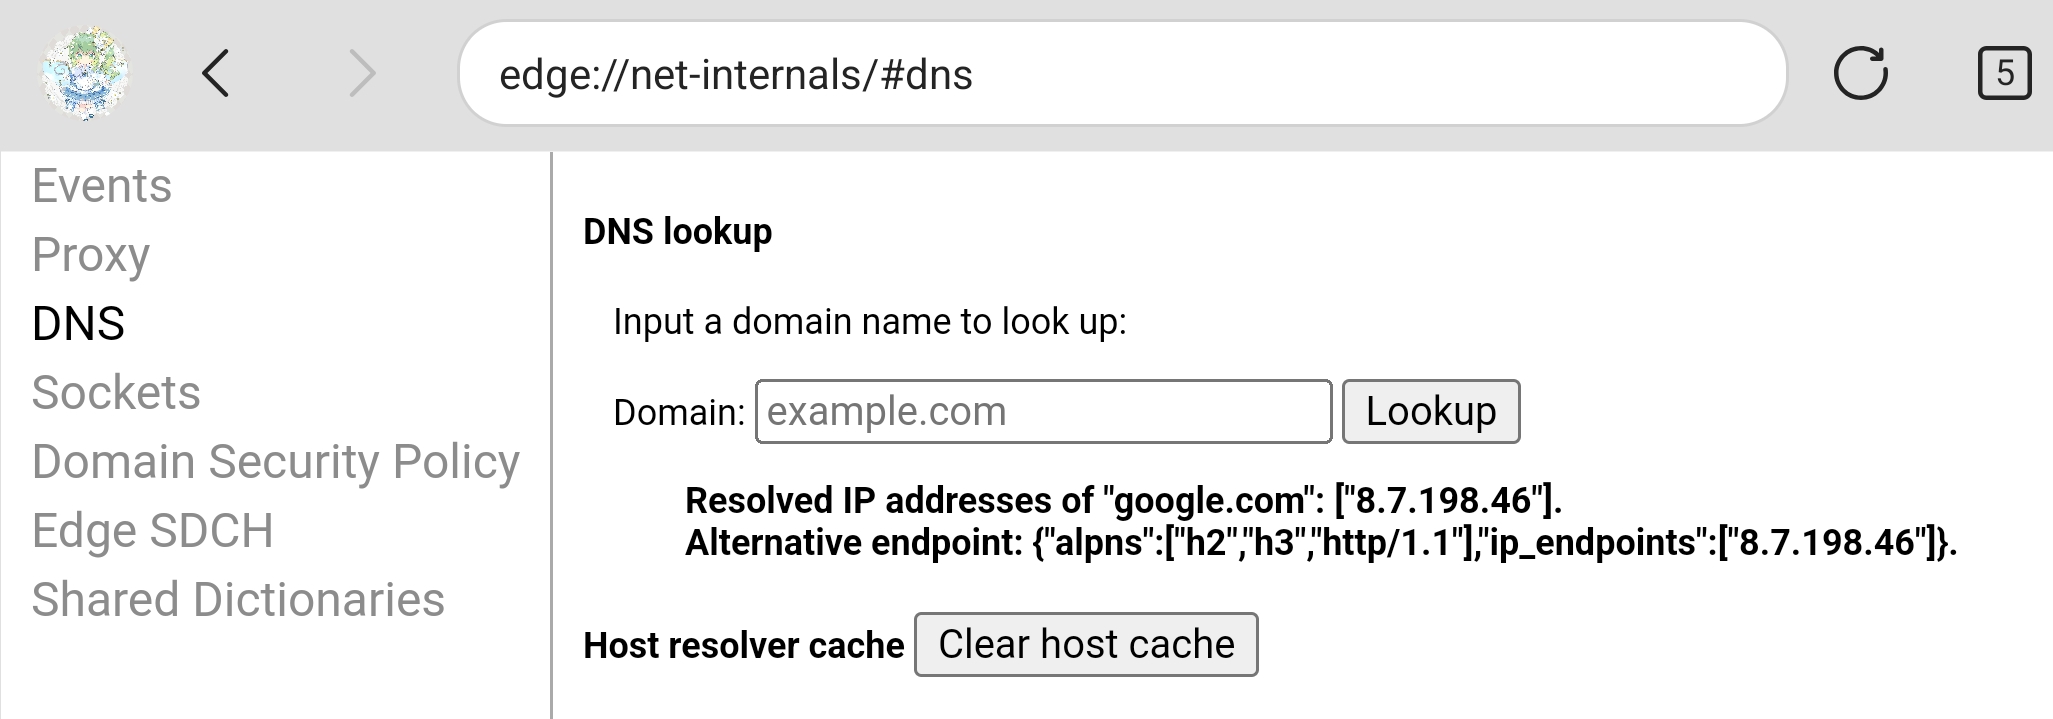 edge://net-internals/#dns
5
Events
Proxy
DNS
Sockets
Domain Security Policy
Edge SDCH
Shared Dictionaries
DNS lookup
Input a domain name to look up:
Domain: example.com Lookup
Resolved IP addresses of "google.com": ["8.7.198.46"].
Alternative endpoint: {"alpns":["h2","h3","http/1.1"],"ip_endpoints":["8.7.198.46"]}.
Host resolver cache Clear host cache